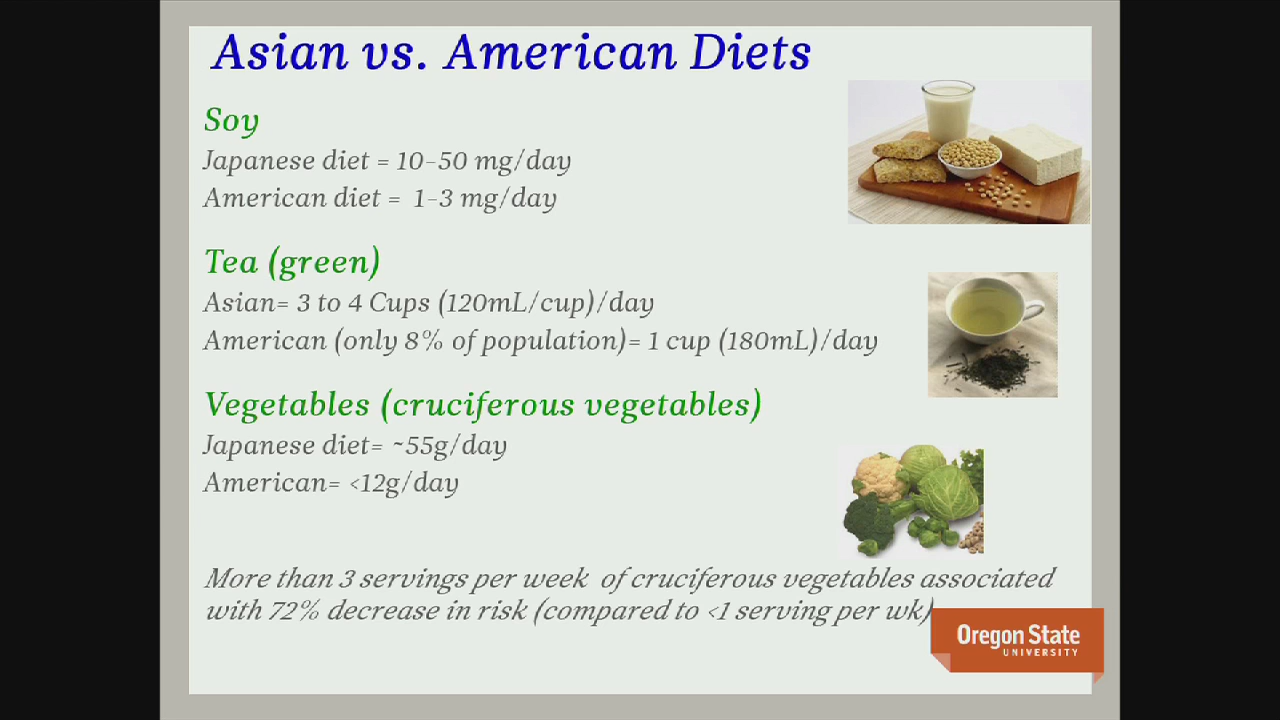 Asian vs. American Diets
Soy
Japanese diet = 10-50 mg/day
American diet = 1-3 mg/day
Tea (green)
Asian= 3 to 4 Cups (120mL/cup)/day
American (only 8% of population)= 1 cup (180mL)/day
Vegetables (cruciferous vegetables)
Japanese diet= ~55g/day
American= <12g/day
More than 3 servings per week of cruciferous vegetables associated
with 72% decrease in risk (compared to <1 serving per wk)
Oregon State
UNIVERSITY